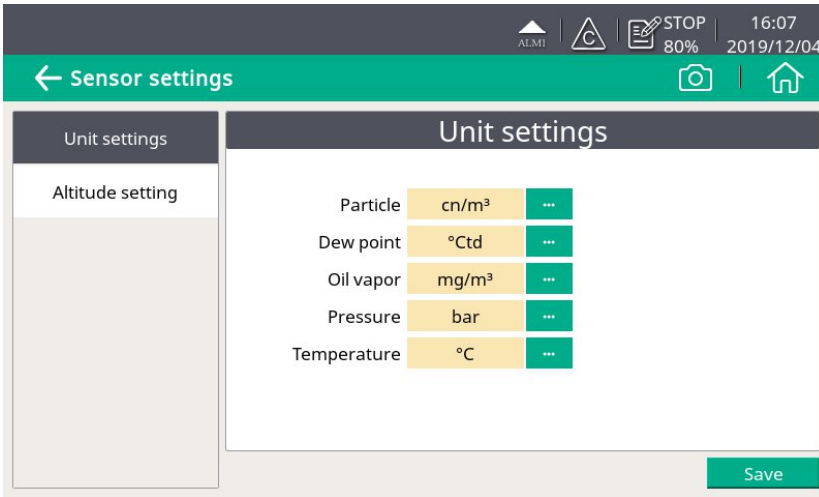 ALM1
C
STOP
80%
16:07
2019/12/04
Sensor settings
Unit settings
Altitude setting
Unit settings
Particle cn/m³ ...
Dew point °Ctd ...
Oil vapor mg/m³ ...
Pressure bar ...
Temperature °C ...
Save